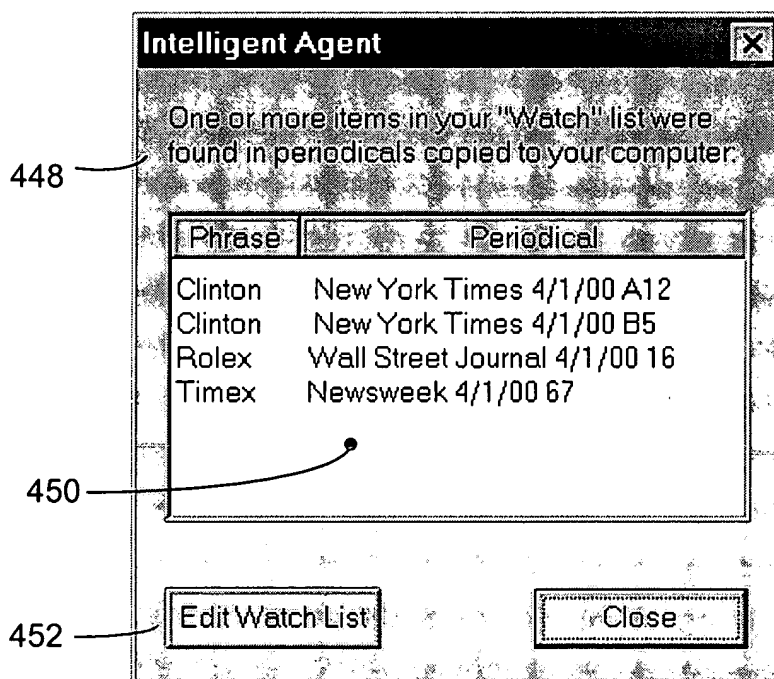 Intelligent Agent
One or more items in your "Watch" list were
found in periodicals copied to your computer:
448
Phrase Periodical
Clinton New York Times 4/1/00 A12
Clinton New York Times 4/1/00 B5
Rolex Wall Street Journal 4/1/00 16
Timex Newsweek 4/1/00 67
450
Edit Watch List Close
452